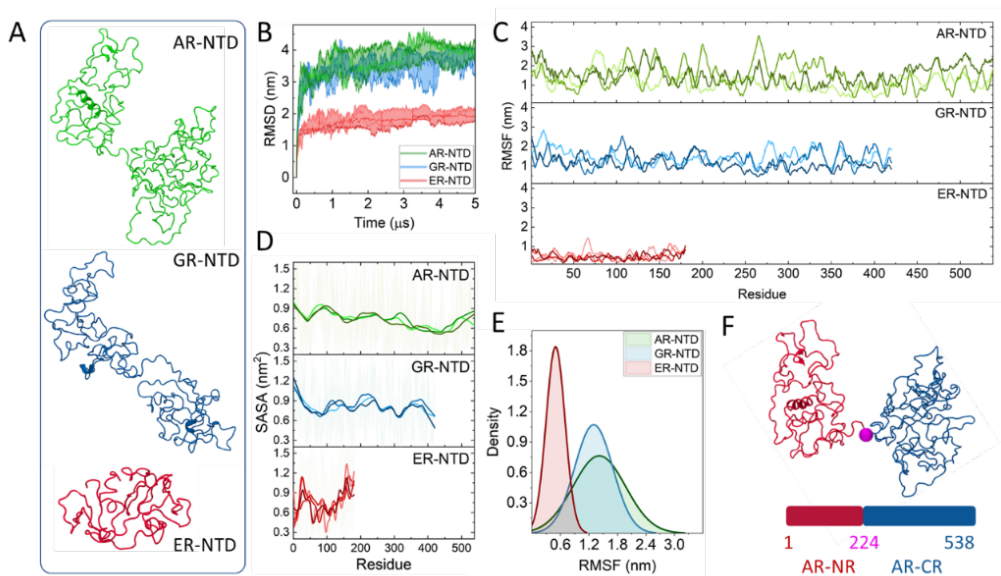 A
AR-NTD
GR-NTD
ER-NTD
B
RMSD (nm)
4
3
2
1
0
AR-NTD
GR-NTD
ER-NTD
0 1 2 3 4 5
Time (µs)
C
RMSF (nm)
4
3
2
1
AR-NTD
4
3
2
1
GR-NTD
4
3
2
1
ER-NTD
50 100 150 200 250 300 350 400 450 500
Residue
D
SASA (nm²)
1.5
1.2
0.9
0.6
0.3
AR-NTD
1.5
1.2
0.9
0.6
0.3
GR-NTD
1.5
1.2
0.9
0.6
0.3
ER-NTD
0 100 200 300 400 500
Residue
E
Density
1.8
1.5
1.2
0.9
0.6
0.3
AR-NTD
GR-NTD
ER-NTD
0.6 1.2 1.8 2.4 3.0
RMSF (nm)
F
1 224 538
AR-NR AR-CR